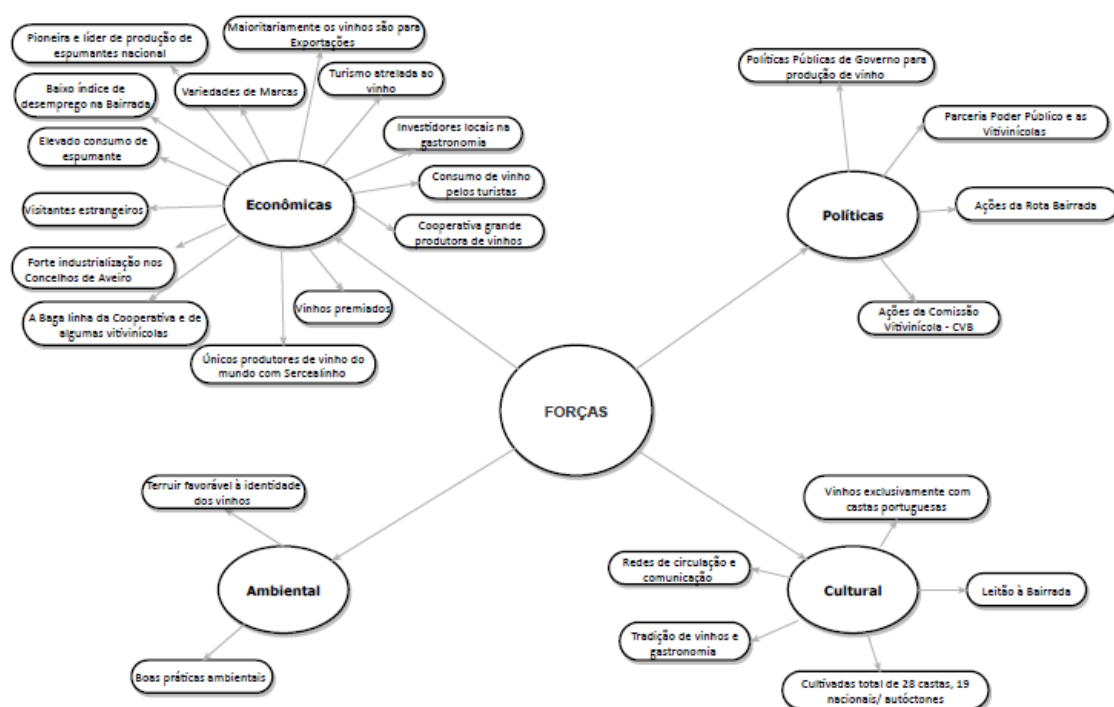 Maioritariamente os vinhos são para
Exportações
Pioneira e líder de produção de
espumantes nacional
Turismo atrelada ao
vinho
Variedades de Marcas
Baixo índice de
desemprego na Bairrada
Investidores locais na
gastronomia
Elevado consumo de
espumante
Consumo de vinho
pelos turistas
Econômicas
Visitantes estrangeiros
Cooperativa grande
produtora de vinhos
Forte industrialização nos
Concelhos de Aveiro
Vinhos premiados
A Baga linha da Cooperativa e de
algumas vitivinícolas
Únicos produtores de vinho do
mundo com Sercealinho
Políticas Públicas de Governo para
produção de vinho
Parceria Poder Público e as
Vitivinícolas
Políticas
Ações da Rota Bairrada
Ações da Comissão
Vitivinícola - CVB
FORÇAS
Terruir favorável à identidade
dos vinhos
Ambiental
Boas práticas ambientais
Vinhos exclusivamente com
castas portuguesas
Redes de circulação e
comunicação
Cultural
Leitão à Bairrada
Tradição de vinhos e
gastronomia
Cultivadas total de 28 castas, 19
nacionais/ autóctones